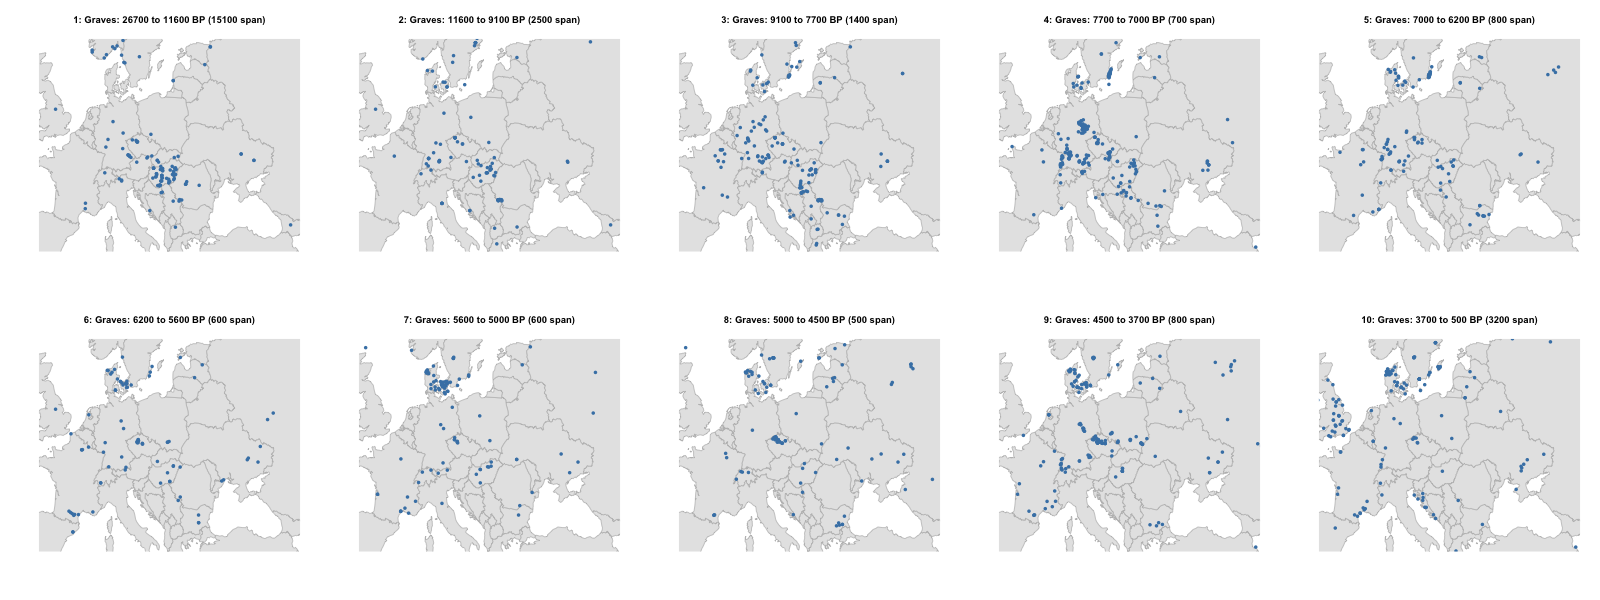 1: Graves: 26700 to 11600 BP (15100 span)
2: Graves: 11600 to 9100 BP (2500 span)
3: Graves: 9100 to 7700 BP (1400 span)
4: Graves: 7700 to 7000 BP (700 span)
5: Graves: 7000 to 6200 BP (800 span)
6: Graves: 6200 to 5600 BP (600 span)
7: Graves: 5600 to 5000 BP (600 span)
8: Graves: 5000 to 4500 BP (500 span)
9: Graves: 4500 to 3700 BP (800 span)
10: Graves: 3700 to 500 BP (3200 span)